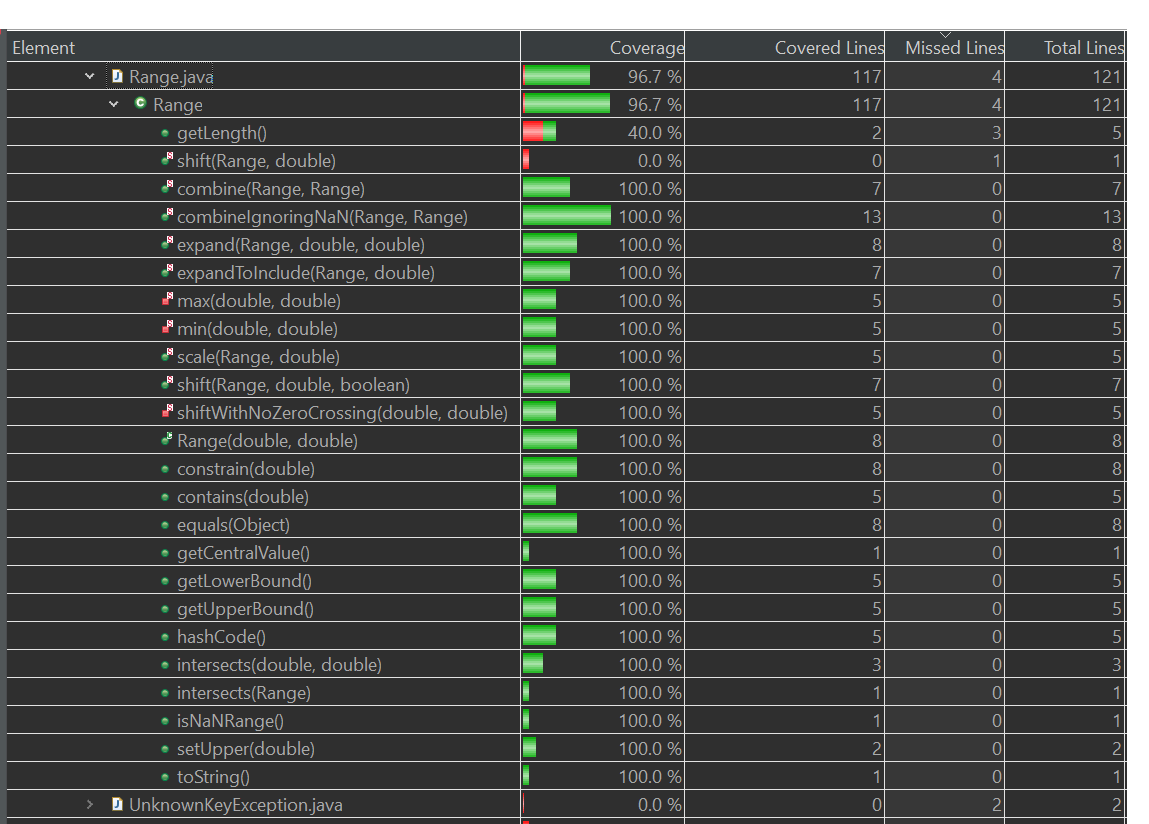 Element Coverage Covered Lines Missed Lines Total Lines
Range.java 96.7 % 117 4 121
Range 96.7 % 117 4 121
getLength() 40.0 % 2 3 5
shift(Range, double) 0.0 % 0 1 1
combine(Range, Range) 100.0 % 7 0 7
combineIgnoringNaN(Range, Range) 100.0 % 13 0 13
expand(Range, double, double) 100.0 % 8 0 8
expandToInclude(Range, double) 100.0 % 7 0 7
max(double, double) 100.0 % 5 0 5
min(double, double) 100.0 % 5 0 5
scale(Range, double) 100.0 % 5 0 5
shift(Range, double, boolean) 100.0 % 7 0 7
shiftWithNoZeroCrossing(double, double) 100.0 % 5 0 5
Range(double, double) 100.0 % 8 0 8
constrain(double) 100.0 % 8 0 8
contains(double) 100.0 % 5 0 5
equals(Object) 100.0 % 8 0 8
getCentralValue() 100.0 % 1 0 1
getLowerBound() 100.0 % 5 0 5
getUpperBound() 100.0 % 5 0 5
hashCode() 100.0 % 5 0 5
intersects(double, double) 100.0 % 3 0 3
intersects(Range) 100.0 % 1 0 1
isNaNRange() 100.0 % 1 0 1
setUpper(double) 100.0 % 2 0 2
toString() 100.0 % 1 0 1
UnknownKeyException.java 0.0 % 0 2 2